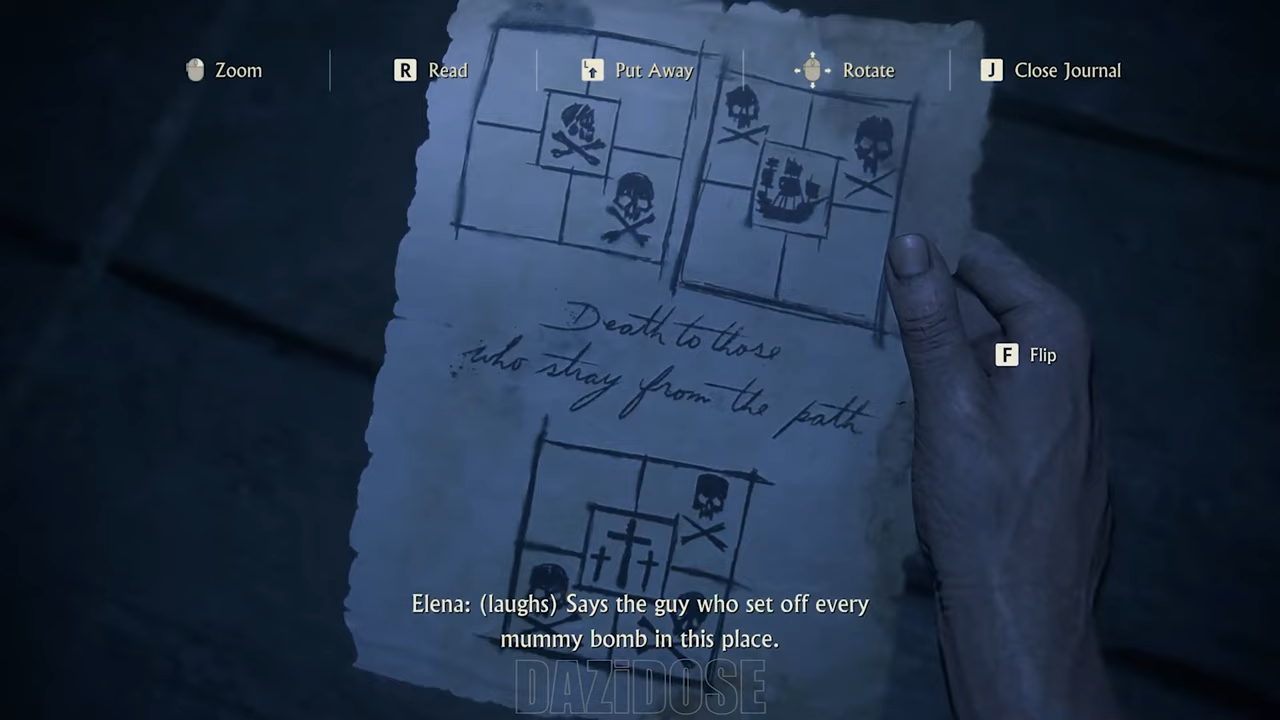 Zoom
R Read
L Put Away
Rotate
J Close Journal
Death to those
who stray from the path
F Flip
Elena: (laughs) Says the guy who set off every
mummy bomb in this place.
DAZiDOSE